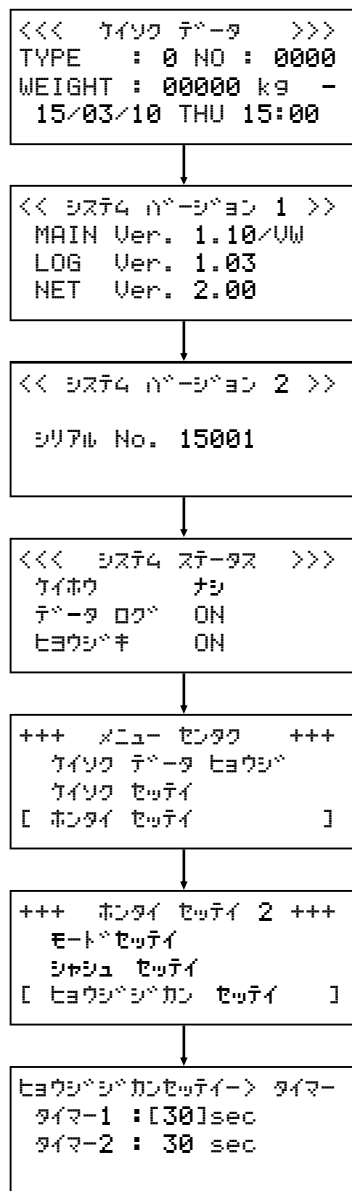 <<<　ケイソク データ　>>>
TYPE : 0 NO : 0000
WEIGHT : 00000 kg -
15/03/10 THU 15:00
<< システム バージョン 1 >>
MAIN Ver. 1.10/VW
LOG Ver. 1.03
NET Ver. 2.00
<< システム バージョン 2 >>
シリアル No. 15001
<<< システム ステータス >>>
ケイホウ ナシ
データ ログ ON
ヒョウジキ ON
+++ メニュー センタク +++
ケイソク データ ヒョウジ
ケイソク セッテイ
[ ホンタイ セッテイ ]
+++ ホンタイ セッテイ 2 +++
モードセッテイ
シャシュ セッテイ
[ ヒョウジジカン セッテイ ]
ヒョウジジカンセッテイ-> タイマー
タイマー1 :[30]sec
タイマー2 : 30 sec